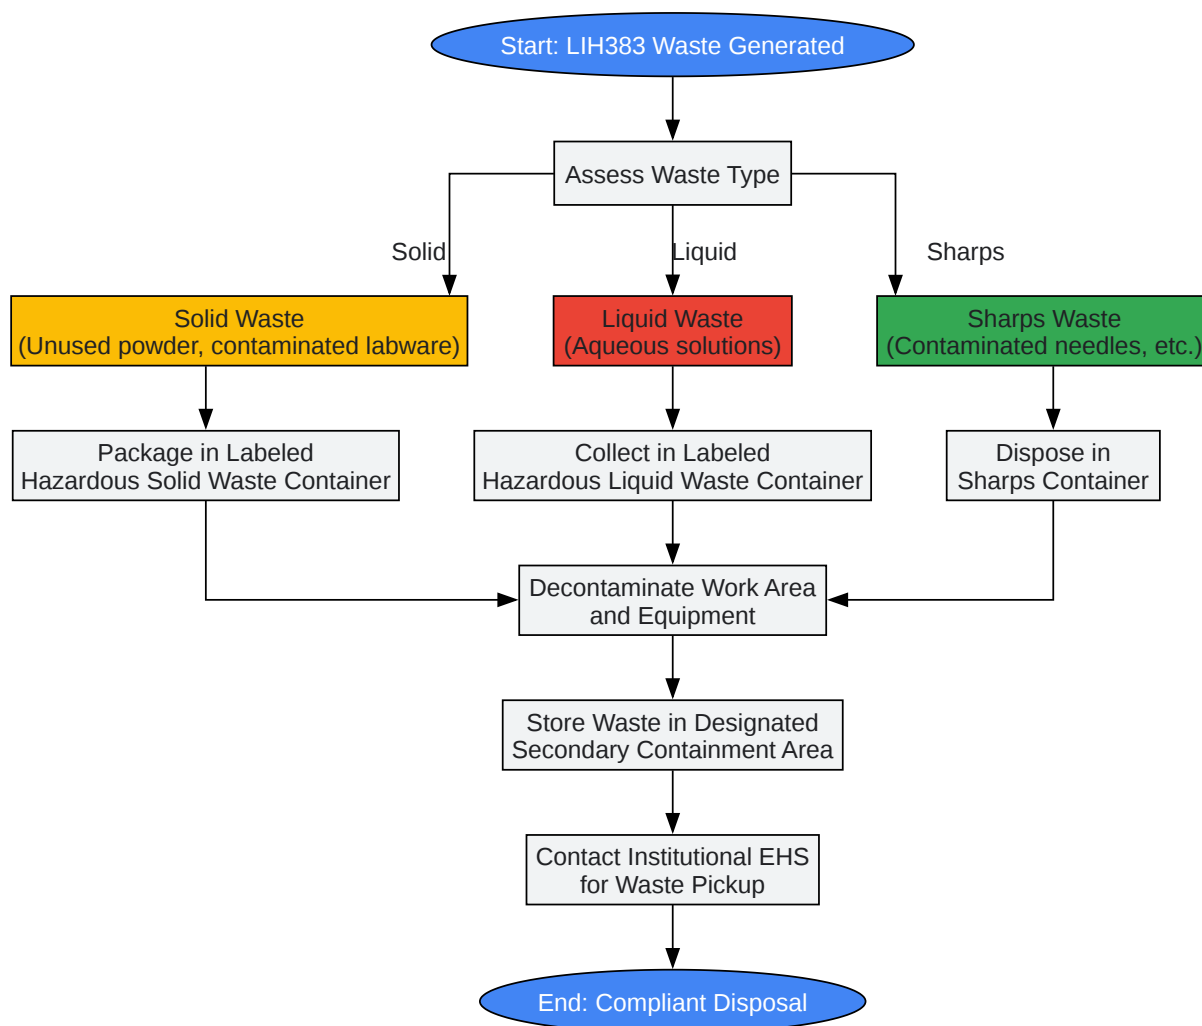 Start: LIH383 Waste Generated
Assess Waste Type
Solid
Liquid
Sharps
Solid Waste
(Unused powder, contaminated labware)
Liquid Waste
(Aqueous solutions)
Sharps Waste
(Contaminated needles, etc.)
Package in Labeled
Hazardous Solid Waste Container
Collect in Labeled
Hazardous Liquid Waste Container
Dispose in
Sharps Container
Decontaminate Work Area
and Equipment
Store Waste in Designated
Secondary Containment Area
Contact Institutional EHS
for Waste Pickup
End: Compliant Disposal